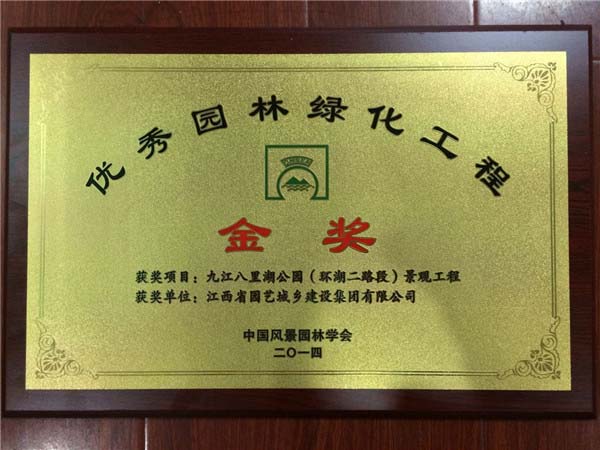 优秀园林绿化工程
金奖
获奖项目：九江八里湖公园（环湖二路段）景观工程
获奖单位：江西省园艺城乡建设集团有限公司
中国风景园林学会
二〇一四